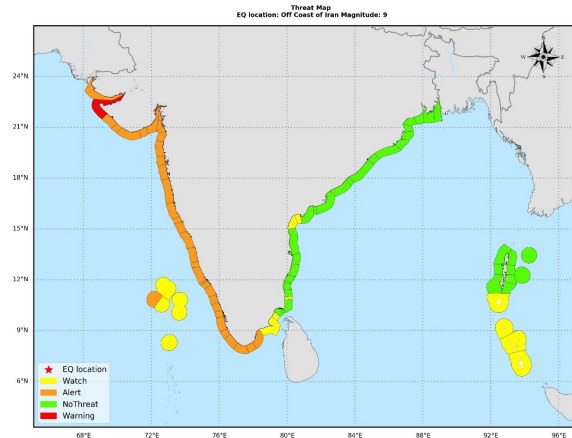 Threat Map
EQ location: Off Coast of Iran Magnitude: 9
N
W E
S
24°N
21°N
18°N
15°N
12°N
9°N
6°N
EQ location
Watch
Alert
NoThreat
Warning
68°E 72°E 76°E 80°E 84°E 88°E 92°E 96°E